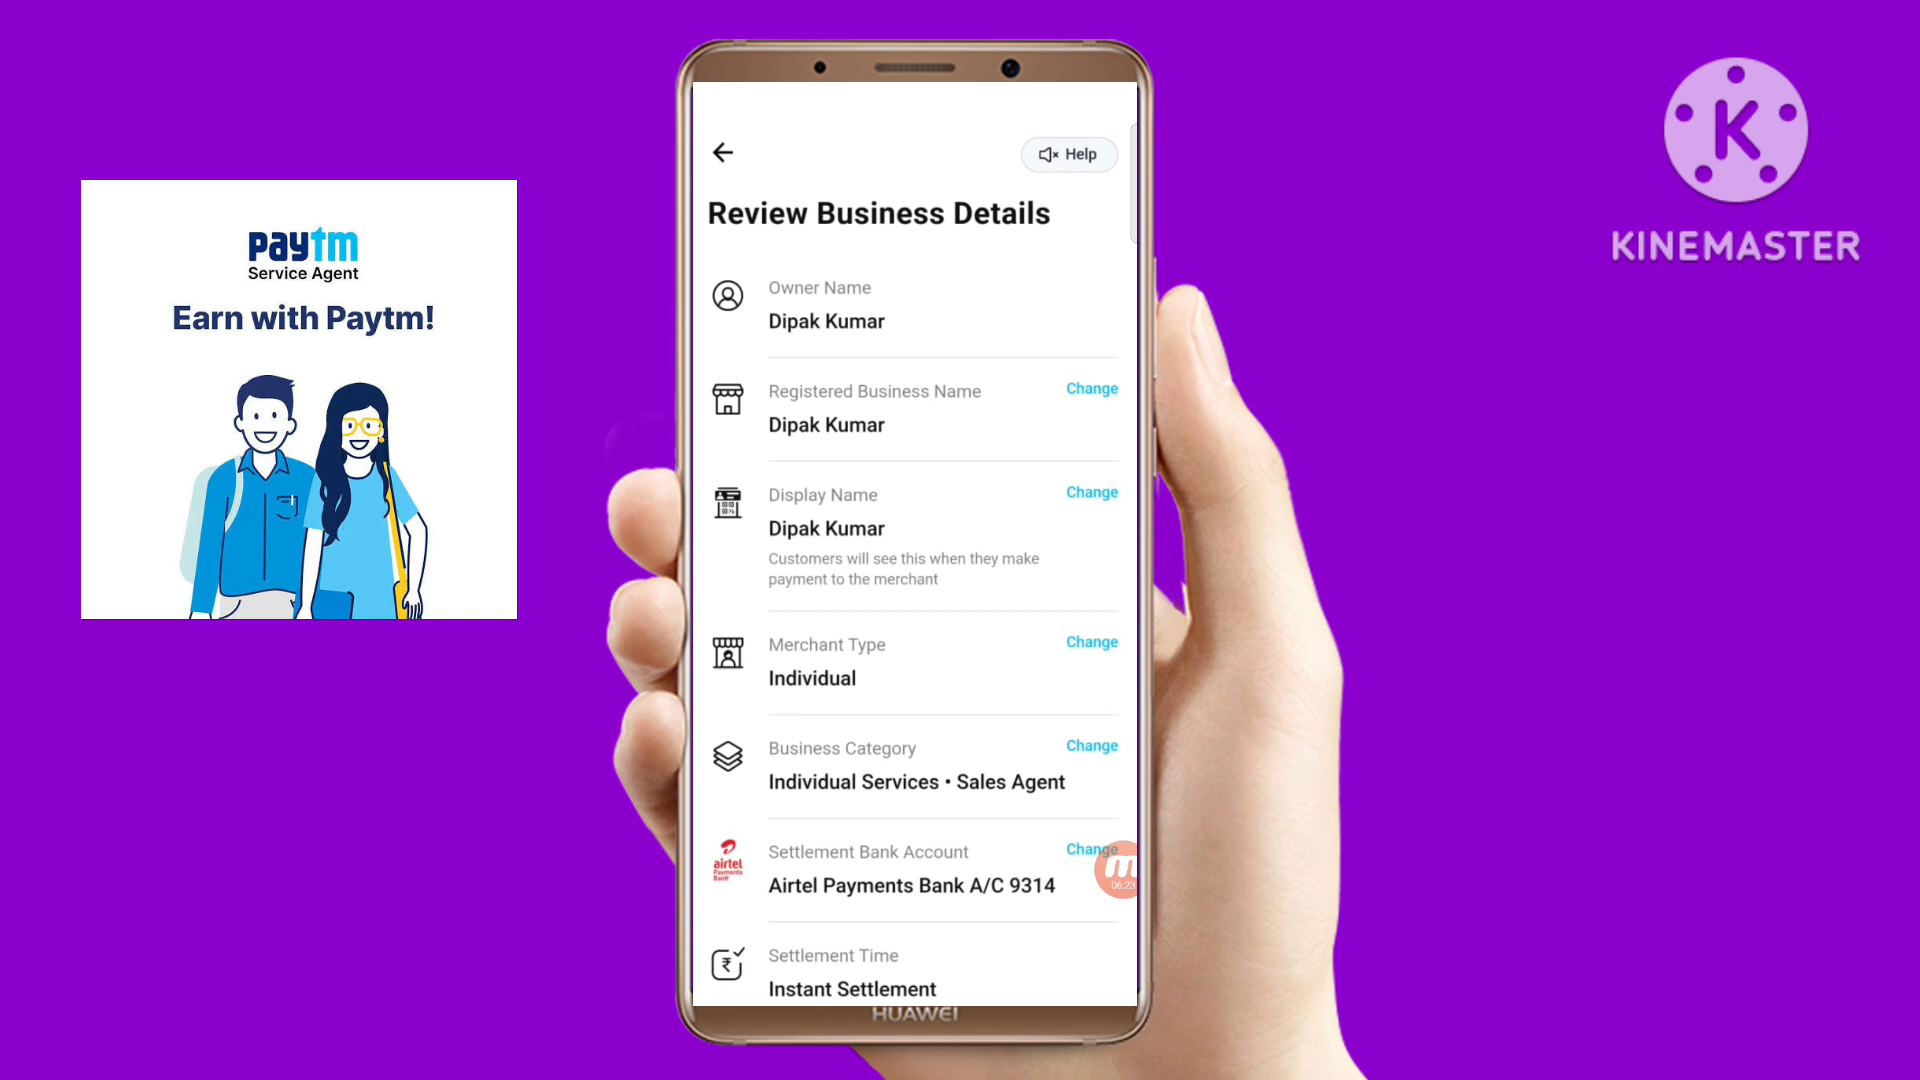 paytm
Service Agent
Earn with Paytm!
Help
Review Business Details
Owner Name
Dipak Kumar
Registered Business Name
Change
Dipak Kumar
Display Name
Change
Dipak Kumar
Customers will see this when they make
payment to the merchant
Merchant Type
Change
Individual
Business Category
Change
Individual Services • Sales Agent
airtel
Payments
Bank
Settlement Bank Account
Change
Airtel Payments Bank A/C 9314
06:23
Settlement Time
Instant Settlement
HUAWEI
K
KINEMASTER